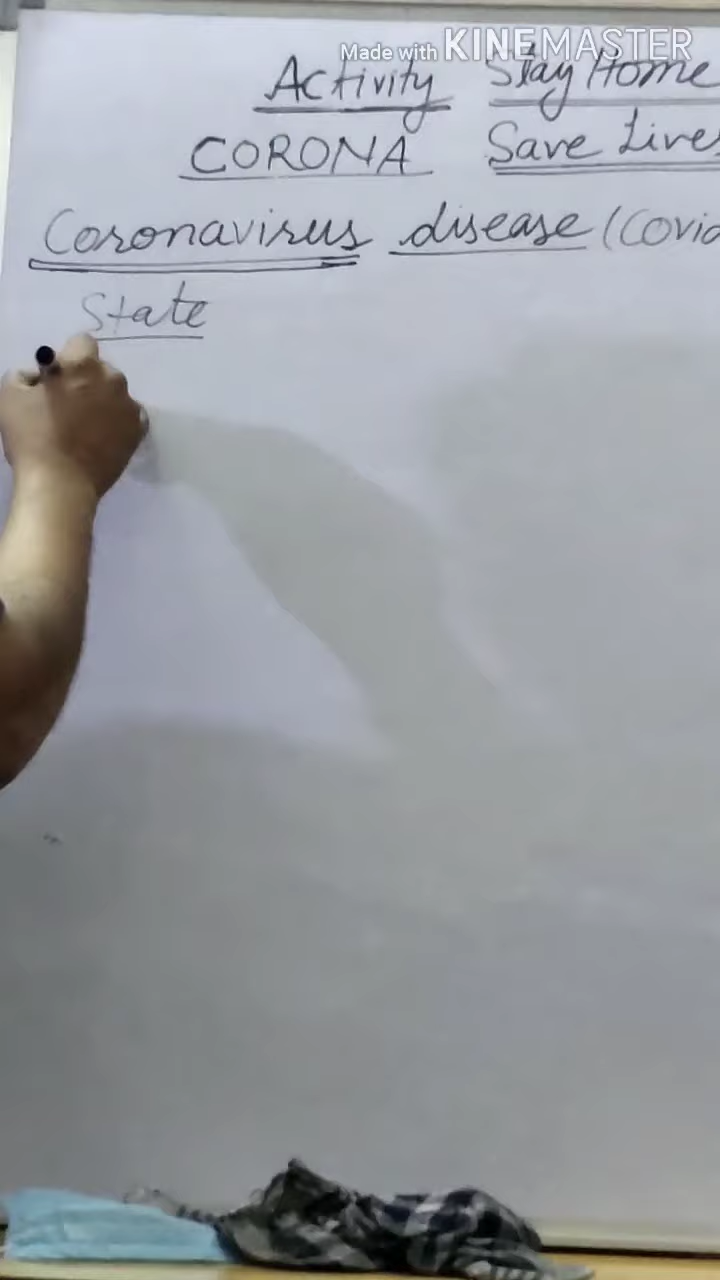 Made with KINEMASTER
Activity Stay Home
CORONA Save Lives
Coronavirus disease (Covid
State